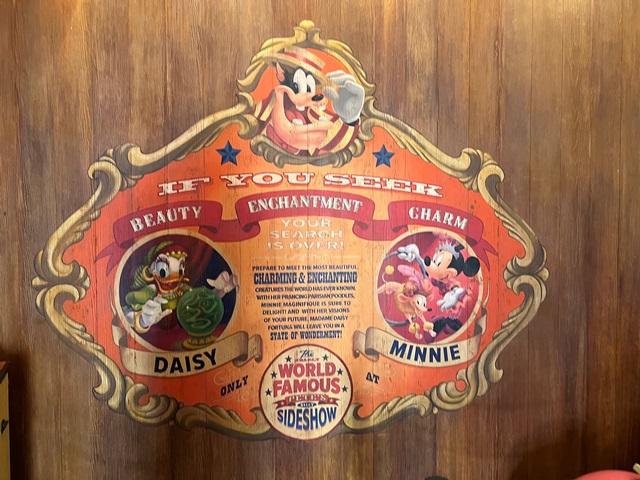 IF YOU SEEK
BEAUTY ENCHANTMENT CHARM
YOUR
SEARCH
IS OVER!
PREPARE TO MEET THE MOST BEAUTIFUL,
CHARMING & ENCHANTING
CREATURES THE WORLD HAS EVER KNOWN.
WITH HER PRANCING PARISIAN POODLES,
MINNIE MAGNIFIQUE IS SURE TO
DELIGHT! AND WITH HER VISIONS
OF YOUR FUTURE, MADAME DAISY
FORTUNA WILL LEAVE YOU IN A
STATE OF WONDERMENT!
DAISY
MINNIE
ONLY AT
The
WORLD
FAMOUS
SIDESHOW